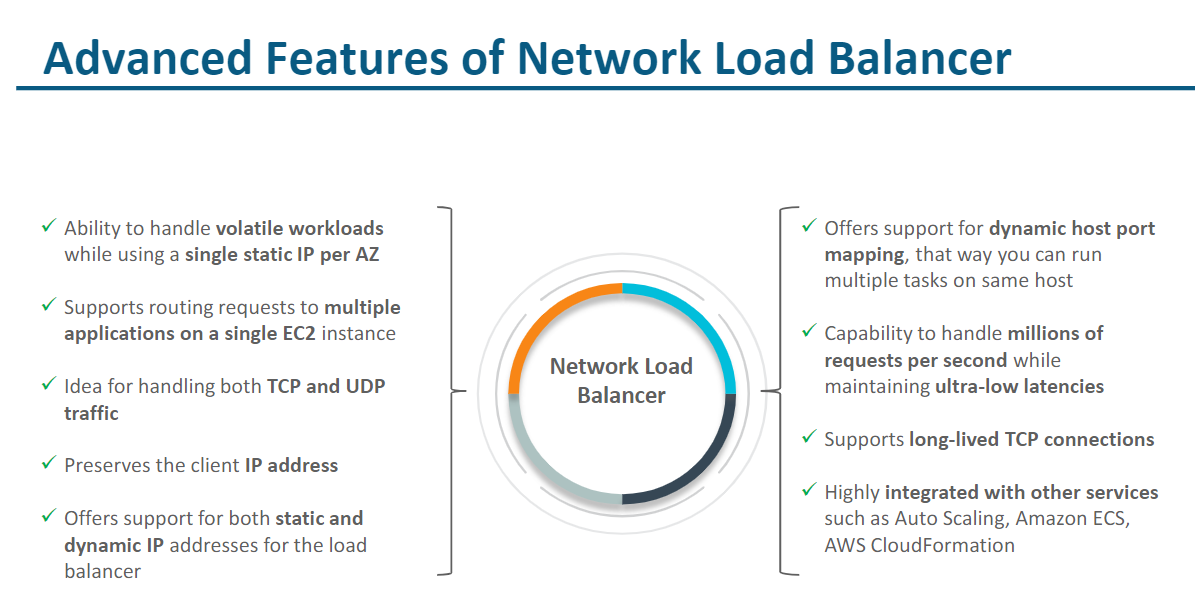 Advanced Features of Network Load Balancer
Ability to handle volatile workloads
while using a single static IP per AZ
Supports routing requests to multiple
applications on a single EC2 instance
Idea for handling both TCP and UDP
traffic
Preserves the client IP address
Offers support for both static and
dynamic IP addresses for the load
balancer
Network Load
Balancer
Offers support for dynamic host port
mapping, that way you can run
multiple tasks on same host
Capability to handle millions of
requests per second while
maintaining ultra-low latencies
Supports long-lived TCP connections
Highly integrated with other services
such as Auto Scaling, Amazon ECS,
AWS CloudFormation